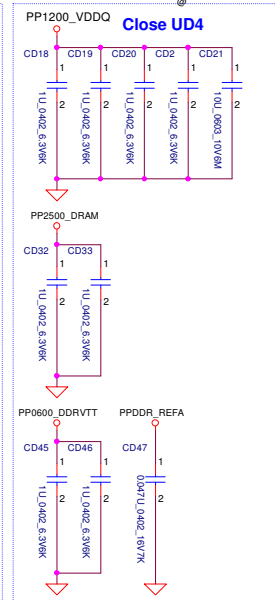 @
PP1200_VDDQ
Close UD4
CD18 CD19 CD20 CD2 CD21
1 1 1 1 1
2 2 2 2 2
1U_0402_6.3V6K
1U_0402_6.3V6K
1U_0402_6.3V6K
1U_0402_6.3V6K
10U_0603_10V6M
PP2500_DRAM
CD32 CD33
1 1
2 2
1U_0402_6.3V6K
1U_0402_6.3V6K
PP0600_DDRVTT PPDDR_REFA
CD45 CD46 CD47
1 1 1
2 2 2
1U_0402_6.3V6K
1U_0402_6.3V6K
0.047U_0402_16V7K